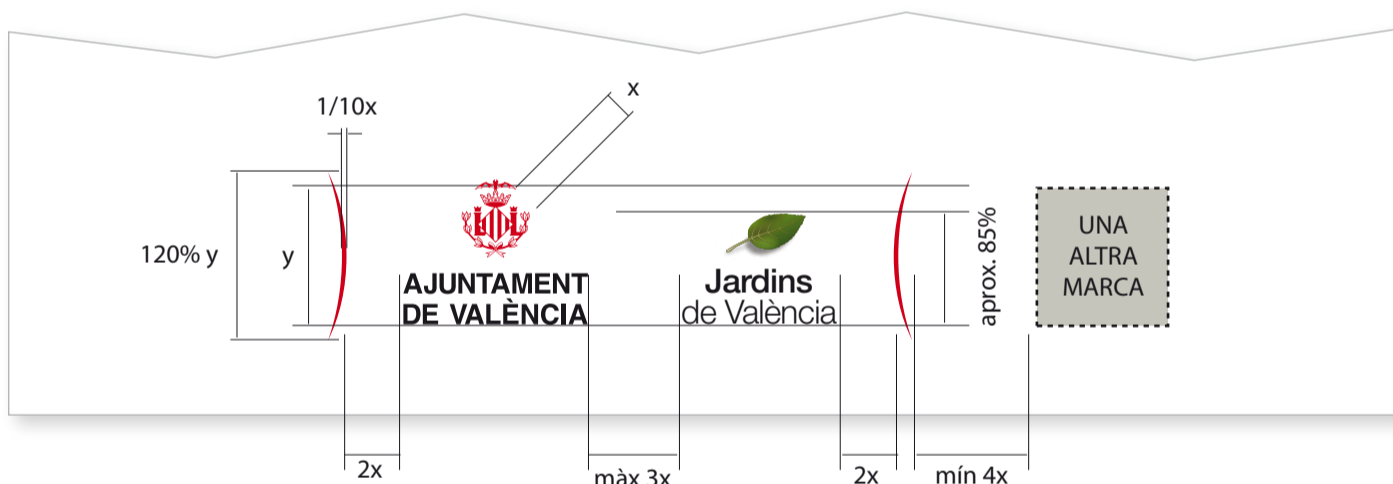 x
1/10x
120% y
y
AJUNTAMENT
DE VALÈNCIA
Jardins
de València
aprox. 85%
UNA
ALTRA
MARCA
2x
màx 3x
2x
mín 4x